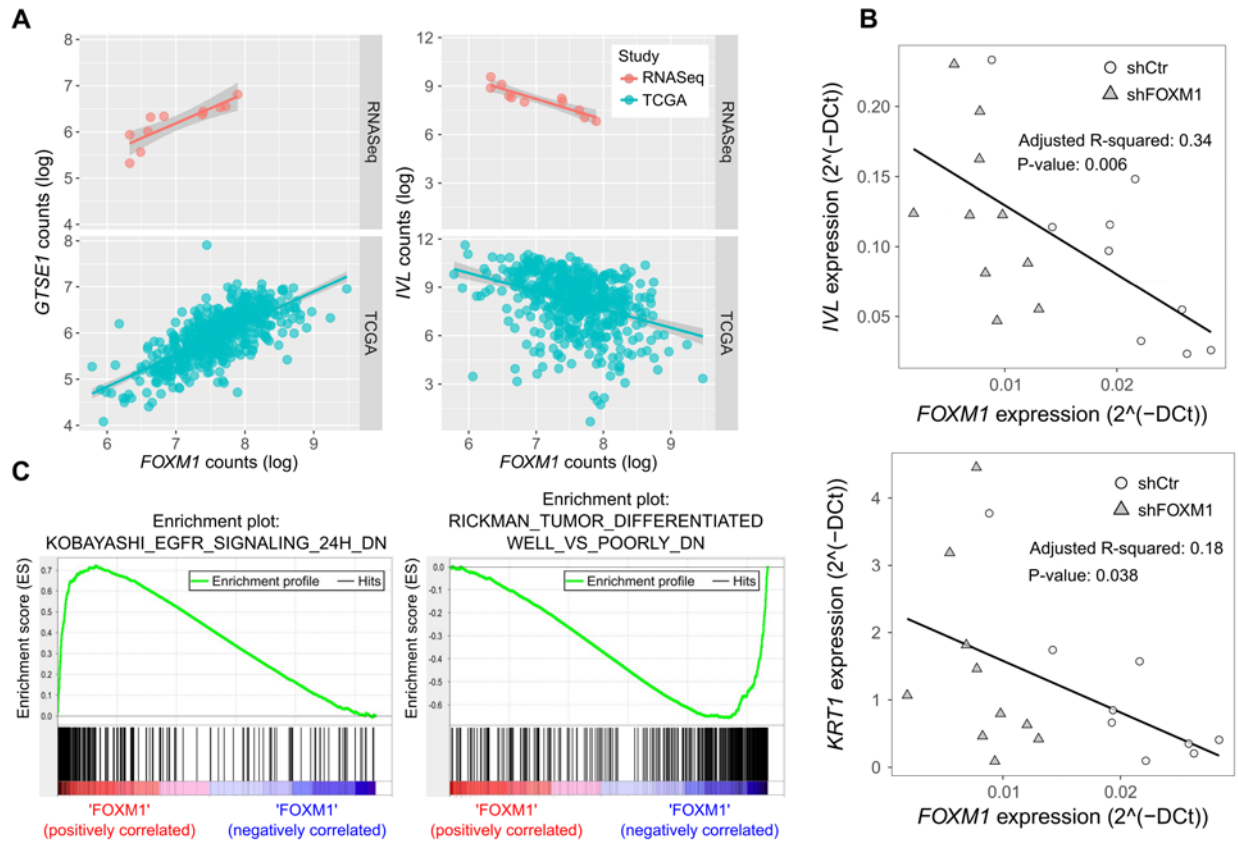 A
8
7
6
5
4
RNASeq
8
7
6
5
4
TCGA
GTSE1 counts (log)
6
7
8
9
FOXM1 counts (log)
12
9
6
3
RNASeq
Study
RNASeq
TCGA
12
9
6
3
TCGA
IVL counts (log)
6
7
8
9
FOXM1 counts (log)
B
shCtr
shFOXM1
Adjusted R-squared: 0.34
P-value: 0.006
0.20
0.15
0.10
0.05
IVL expression (2^(−DCt))
0.01
0.02
FOXM1 expression (2^(−DCt))
shCtr
shFOXM1
Adjusted R-squared: 0.18
P-value: 0.038
4
3
2
1
0
KRT1 expression (2^(−DCt))
0.01
0.02
FOXM1 expression (2^(−DCt))
C
Enrichment plot:
KOBAYASHI_EGFR_SIGNALING_24H_DN
Enrichment profile
Hits
Enrichment score (ES)
0.7
0.6
0.5
0.4
0.3
0.2
0.1
0.0
'FOXM1'
(positively correlated)
'FOXM1'
(negatively correlated)
Enrichment plot:
RICKMAN_TUMOR_DIFFERENTIATED
WELL_VS_POORLY_DN
Enrichment profile
Hits
Enrichment score (ES)
0.0
-0.1
-0.2
-0.3
-0.4
-0.5
-0.6
'FOXM1'
(positively correlated)
'FOXM1'
(negatively correlated)